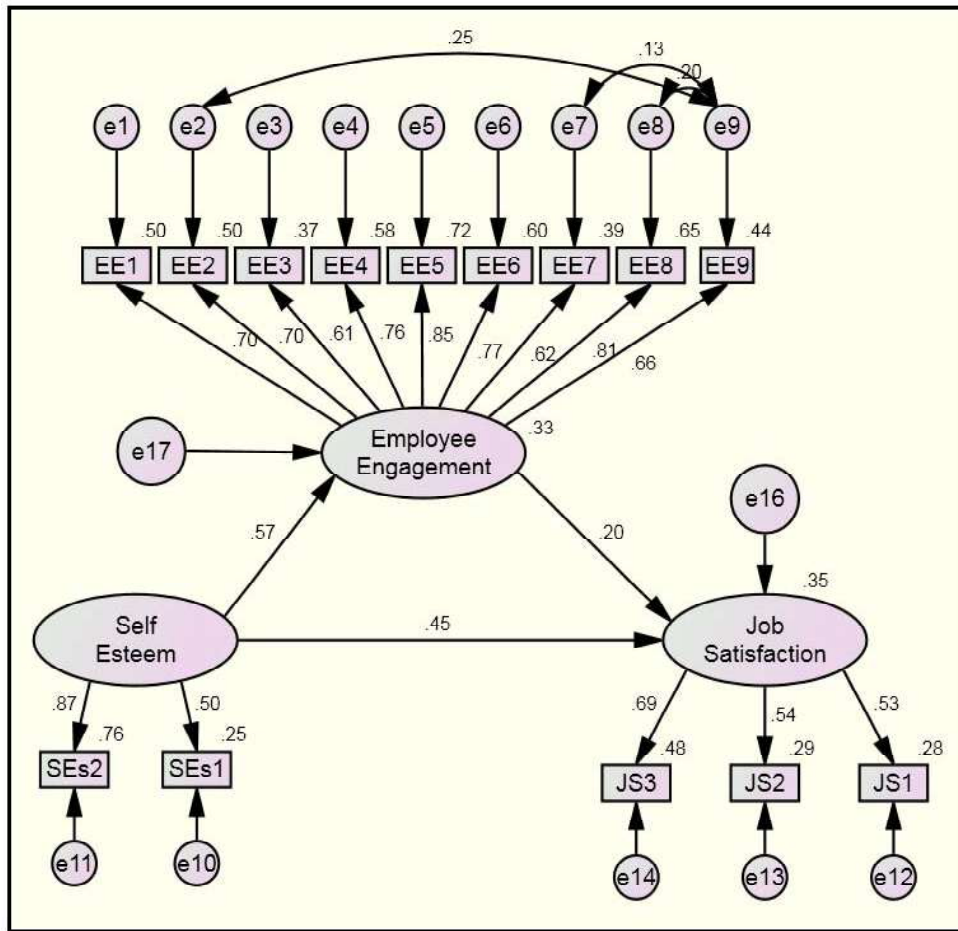 .25
.13
.20
e1 e2 e3 e4 e5 e6 e7 e8 e9
.50 .50 .37 .58 .72 .60 .39 .65 .44
EE1 EE2 EE3 EE4 EE5 EE6 EE7 EE8 EE9
.70 .70 .61 .76 .85 .77 .62 .81 .66
e17
Employee
Engagement
.33
e16
.57
.20
.35
Self
Esteem
.45
Job
Satisfaction
.87 .50
.69 .54 .53
.76 .25
.48 .29 .28
SEs2 SEs1
JS3 JS2 JS1
e11 e10
e14 e13 e12